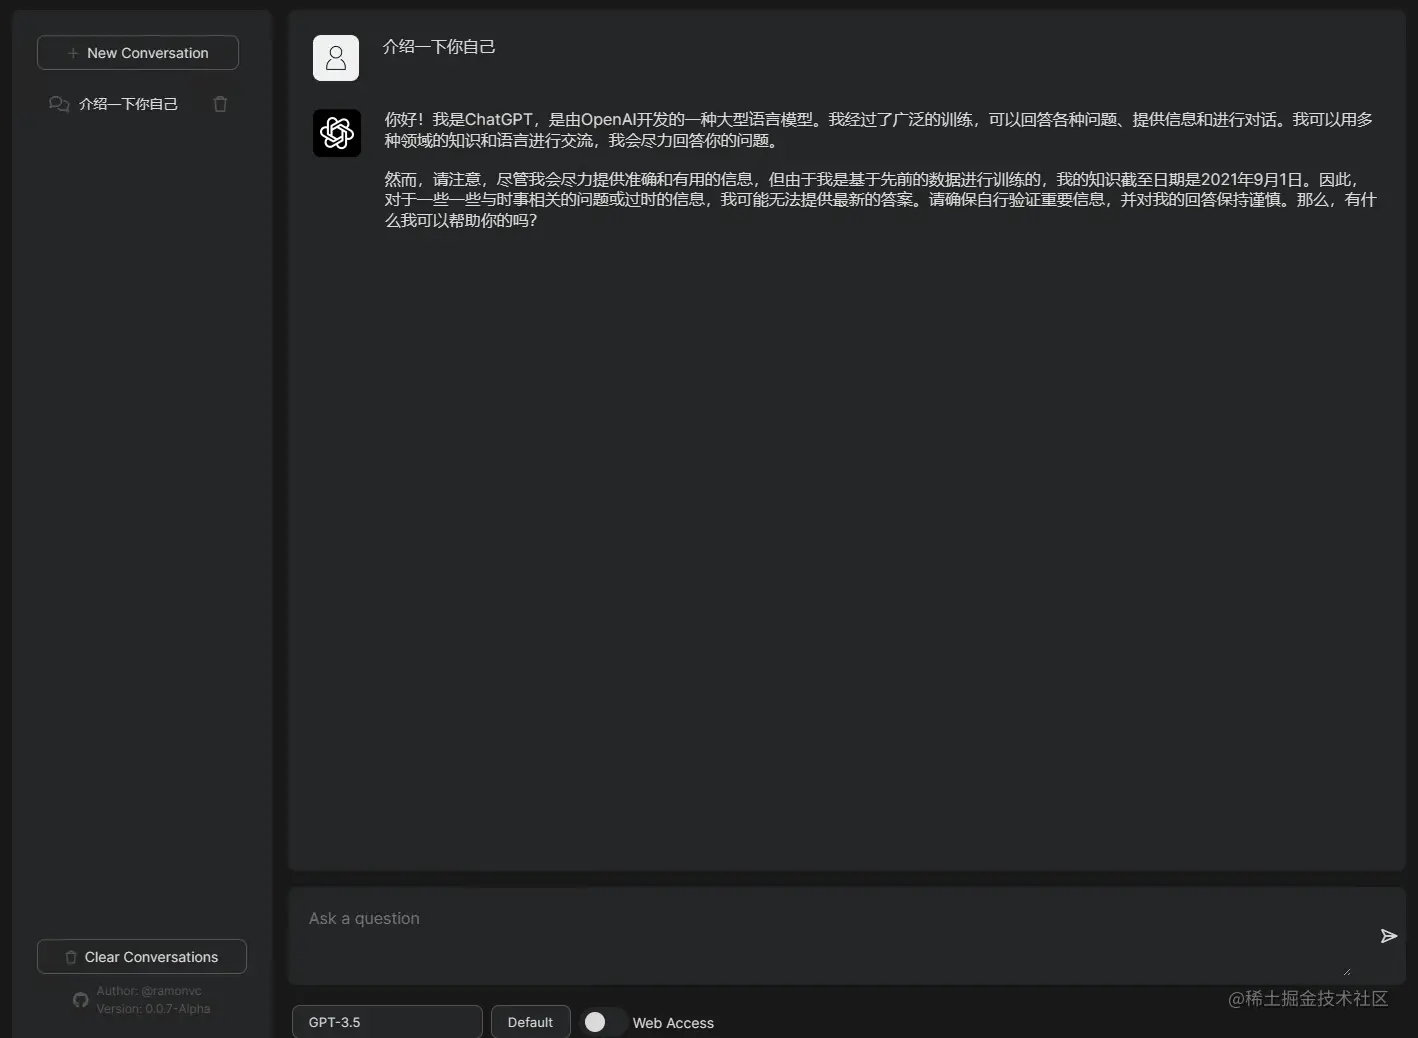 New Conversation
介绍一下你自己
介绍一下你自己
你好！我是ChatGPT，是由OpenAI开发的一种大型语言模型。我经过了广泛的训练，可以回答各种问题、提供信息和进行对话。我可以用多
种领域的知识和语言进行交流，我会尽力回答你的问题。
然而，请注意，尽管我会尽力提供准确和有用的信息，但由于我是基于先前的数据进行训练的，我的知识截至日期是2021年9月1日。因此，
对于一些一些与时事相关的问题或过时的信息，我可能无法提供最新的答案。请确保自行验证重要信息，并对我的回答保持谨慎。那么，有什
么我可以帮助你的吗？
Ask a question
Clear Conversations
Author: @ramonvc
Version: 0.0.7-Alpha
GPT-3.5
Default
Web Access
@稀土掘金技术社区